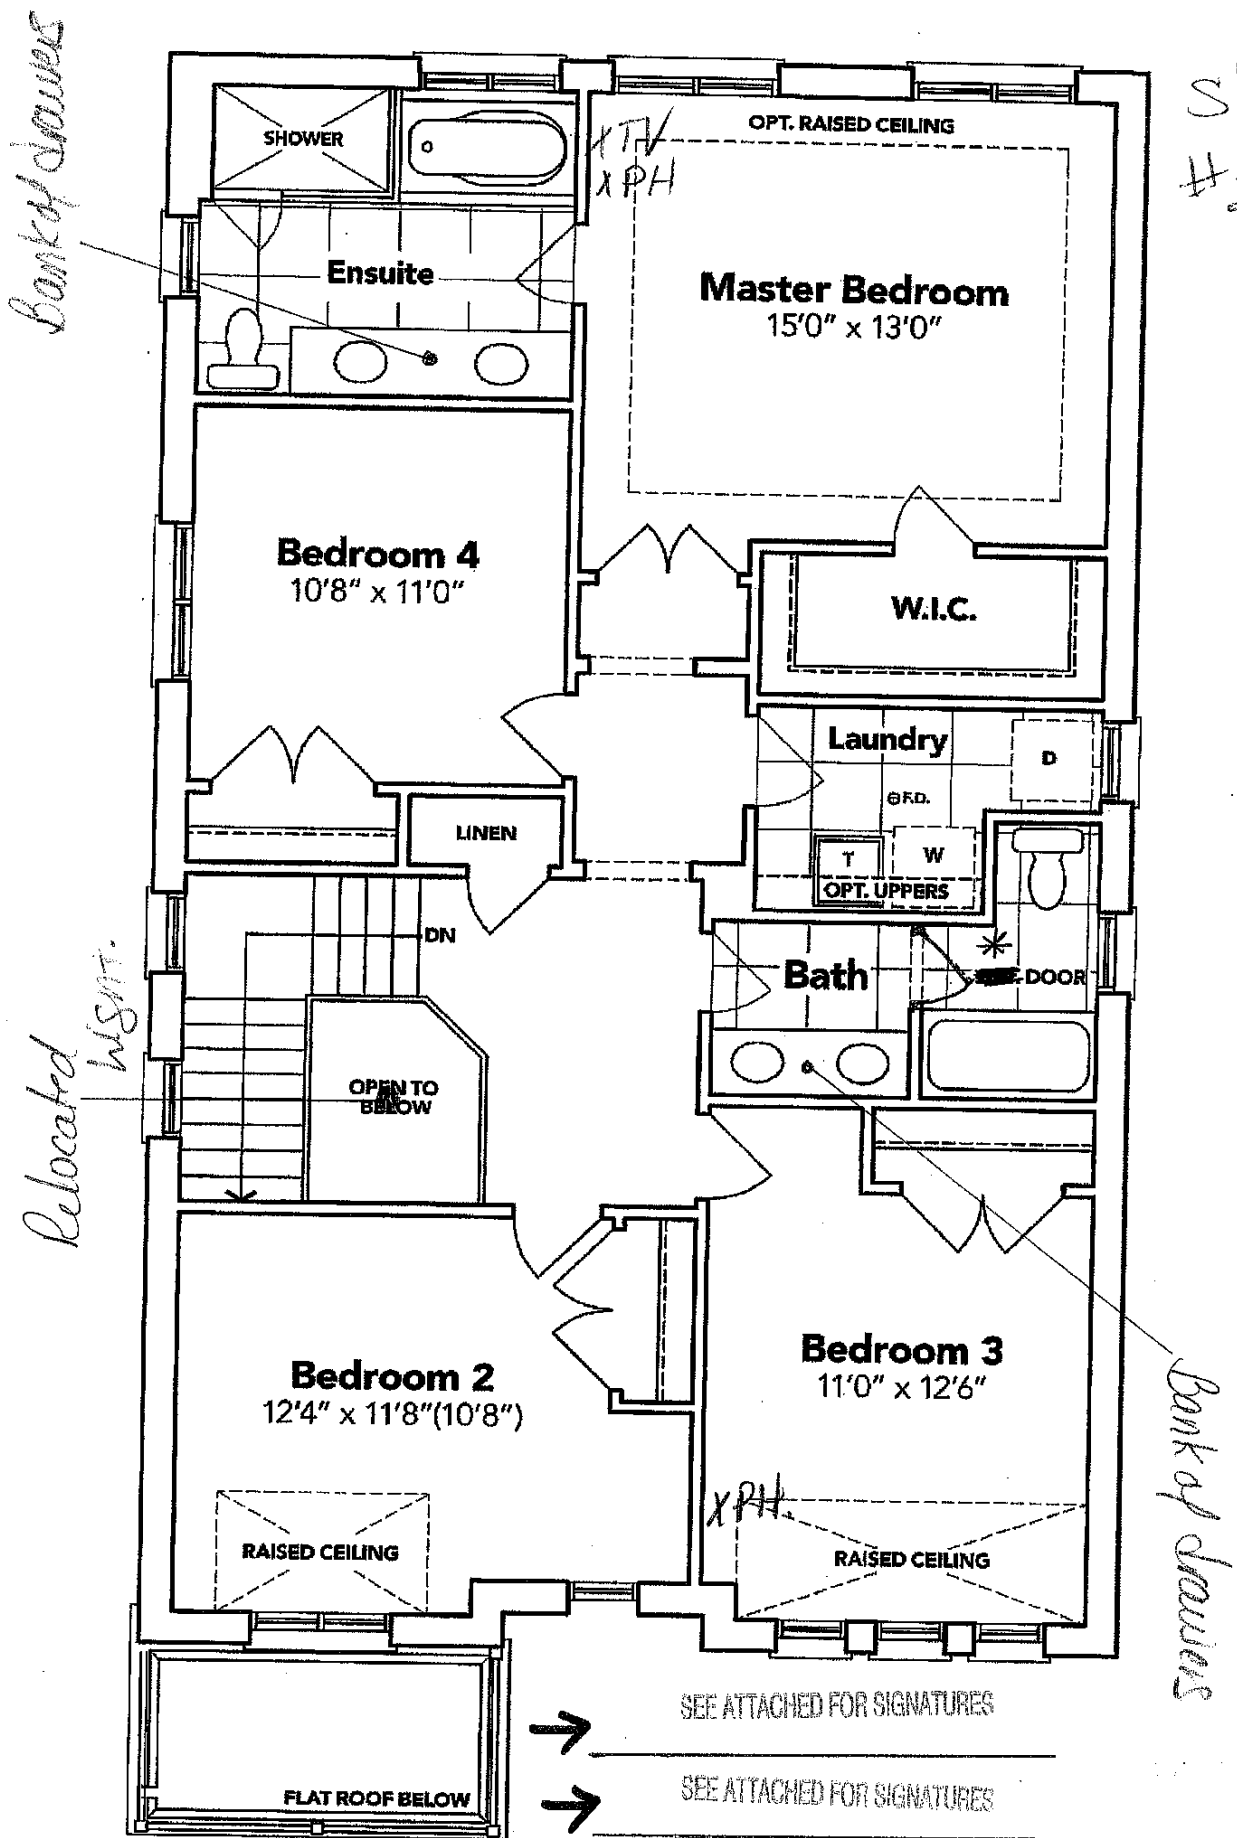 Bank of drawers
S
#
SHOWER
OPT. RAISED CEILING
XTV
XPH
Ensuite
Master Bedroom
15'0" x 13'0"
Bedroom 4
10'8" x 11'0"
W.I.C.
Laundry
D
F.D.
LINEN
T
W
OPT. UPPERS
DN
Bath
DOOR
Relocated
OPEN TO
BELOW
Bedroom 2
12'4" x 11'8"(10'8")
Bedroom 3
11'0" x 12'6"
Bank of drawers
XPH.
RAISED CEILING
RAISED CEILING
SEE ATTACHED FOR SIGNATURES
SEE ATTACHED FOR SIGNATURES
FLAT ROOF BELOW